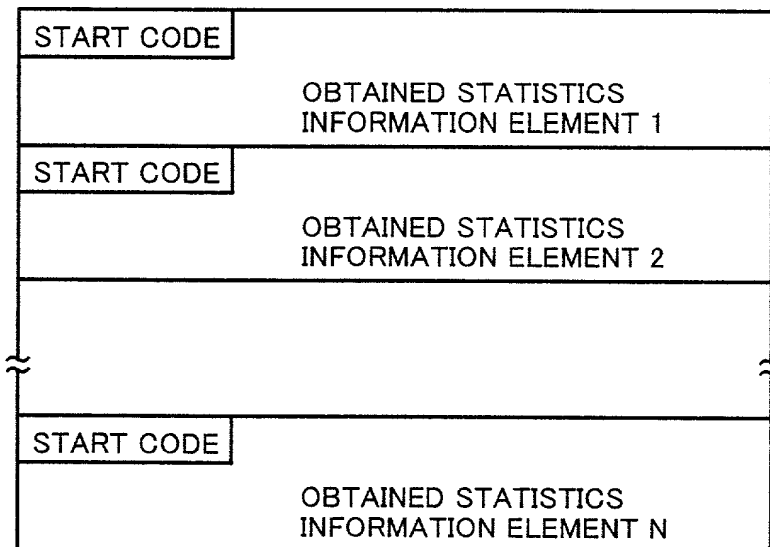 START CODE
OBTAINED STATISTICS
INFORMATION ELEMENT 1
START CODE
OBTAINED STATISTICS
INFORMATION ELEMENT 2
START CODE
OBTAINED STATISTICS
INFORMATION ELEMENT N